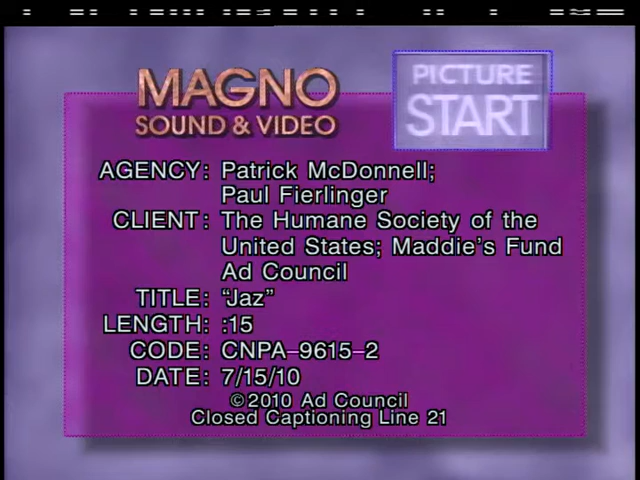 MAGNO
SOUND & VIDEO
PICTURE
START
AGENCY: Patrick McDonnell;
Paul Fierlinger
CLIENT: The Humane Society of the
United States; Maddie's Fund
Ad Council
TITLE: "Jaz"
LENGTH: :15
CODE: CNPA-9615-2
DATE: 7/15/10
©2010 Ad Council
Closed Captioning Line 21